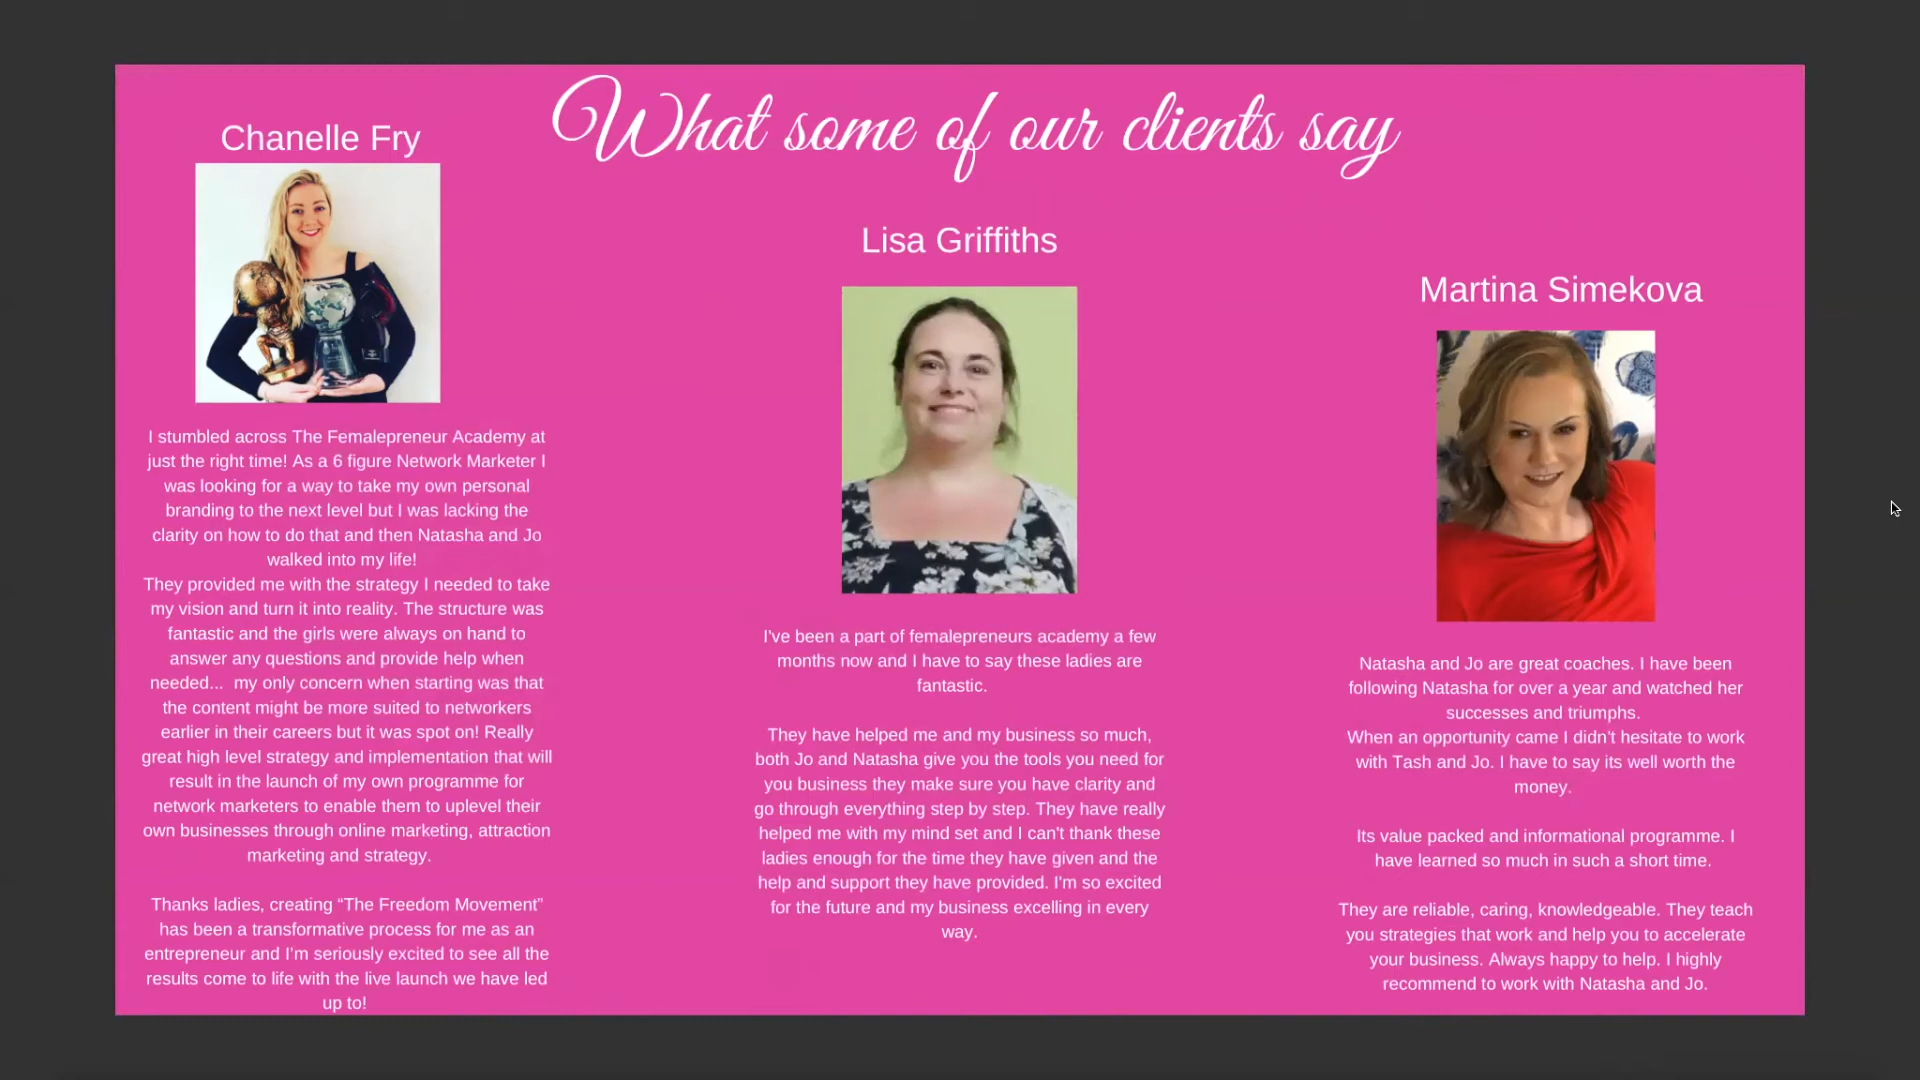 What some of our clients say
Chanelle Fry
I stumbled across The Femalepreneur Academy at
just the right time! As a 6 figure Network Marketer I
was looking for a way to take my own personal
branding to the next level but I was lacking the
clarity on how to do that and then Natasha and Jo
walked into my life!
They provided me with the strategy I needed to take
my vision and turn it into reality. The structure was
fantastic and the girls were always on hand to
answer any questions and provide help when
needed...  my only concern when starting was that
the content might be more suited to networkers
earlier in their careers but it was spot on! Really
great high level strategy and implementation that will
result in the launch of my own programme for
network marketers to enable them to uplevel their
own businesses through online marketing, attraction
marketing and strategy.
Thanks ladies, creating “The Freedom Movement”
has been a transformative process for me as an
entrepreneur and I’m seriously excited to see all the
results come to life with the live launch we have led
up to!
Lisa Griffiths
I've been a part of femalepreneurs academy a few
months now and I have to say these ladies are
fantastic.
They have helped me and my business so much,
both Jo and Natasha give you the tools you need for
you business they make sure you have clarity and
go through everything step by step. They have really
helped me with my mind set and I can't thank these
ladies enough for the time they have given and the
help and support they have provided. I'm so excited
for the future and my business excelling in every
way.
Martina Simekova
Natasha and Jo are great coaches. I have been
following Natasha for over a year and watched her
successes and triumphs.
When an opportunity came I didn't hesitate to work
with Tash and Jo. I have to say its well worth the
money.
Its value packed and informational programme. I
have learned so much in such a short time.
They are reliable, caring, knowledgeable. They teach
you strategies that work and help you to accelerate
your business. Always happy to help. I highly
recommend to work with Natasha and Jo.